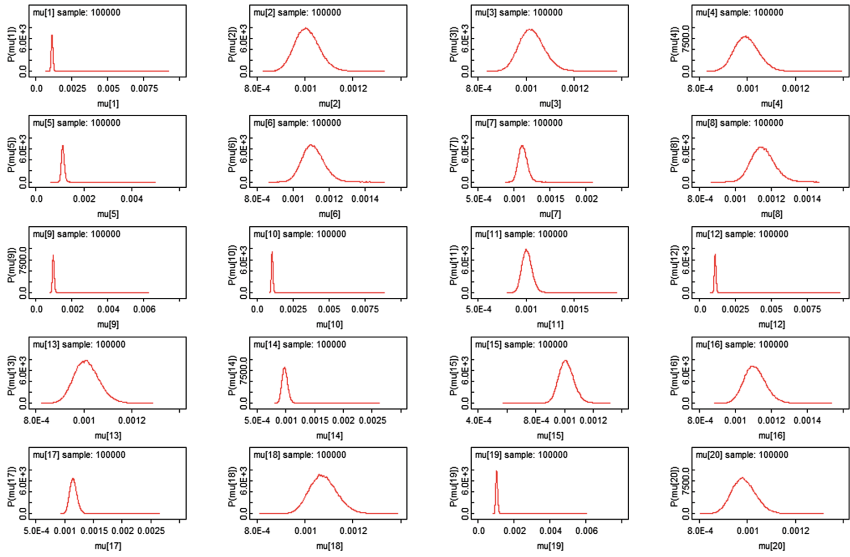 mu[1] sample: 100000
P(mu[1])
6.0E+3
0.0
0.0 0.0025 0.0075
mu[1]
mu[2] sample: 100000
P(mu[2])
6.0E+3
0.0
8.0E-4 0.001 0.0012
mu[2]
mu[3] sample: 100000
P(mu[3])
6.0E+3
0.0
8.0E-4 0.001 0.0012
mu[3]
mu[4] sample: 100000
P(mu[4])
7500.0
0.0
8.0E-4 0.001 0.0012
mu[4]
mu[5] sample: 100000
P(mu[5])
6.0E+3
0.0
0.0 0.002 0.004
mu[5]
mu[6] sample: 100000
P(mu[6])
6.0E+3
0.0
8.0E-4 0.001 0.0012 0.0014
mu[6]
mu[7] sample: 100000
P(mu[7])
6.0E+3
0.0
5.0E-4 0.001 0.0015 0.002
mu[7]
mu[8] sample: 100000
P(mu[8])
6.0E+3
0.0
8.0E-4 0.001 0.0012 0.0014
mu[8]
mu[9] sample: 100000
P(mu[9])
7500.0
0.0
0.0 0.002 0.004 0.006
mu[9]
mu[10] sample: 100000
P(mu[10])
6.0E+3
0.0
0.0 0.0025 0.005 0.0075
mu[10]
mu[11] sample: 100000
P(mu[11])
6.0E+3
0.0
5.0E-4 0.001 0.0015
mu[11]
mu[12] sample: 100000
P(mu[12])
6.0E+3
0.0
0.0 0.0025 0.005 0.0075
mu[12]
mu[13] sample: 100000
P(mu[13])
6.0E+3
0.0
8.0E-4 0.001 0.0012
mu[13]
mu[14] sample: 100000
P(mu[14])
7500.0
0.0
5.0E-4 0.001 0.0015 0.002 0.0025
mu[14]
mu[15] sample: 100000
P(mu[15])
6.0E+3
0.0
4.0E-4 8.0E-4 0.001 0.0012
mu[15]
mu[16] sample: 100000
P(mu[16])
6.0E+3
0.0
8.0E-4 0.001 0.0012 0.0014
mu[16]
mu[17] sample: 100000
P(mu[17])
6.0E+3
0.0
5.0E-4 0.001 0.0015 0.002 0.0025
mu[17]
mu[18] sample: 100000
P(mu[18])
6.0E+3
0.0
8.0E-4 0.001 0.0012
mu[18]
mu[19] sample: 100000
P(mu[19])
6.0E+3
0.0
0.0 0.002 0.004 0.006
mu[19]
mu[20] sample: 100000
P(mu[20])
7500.0
0.0
8.0E-4 0.001 0.0012
mu[20]